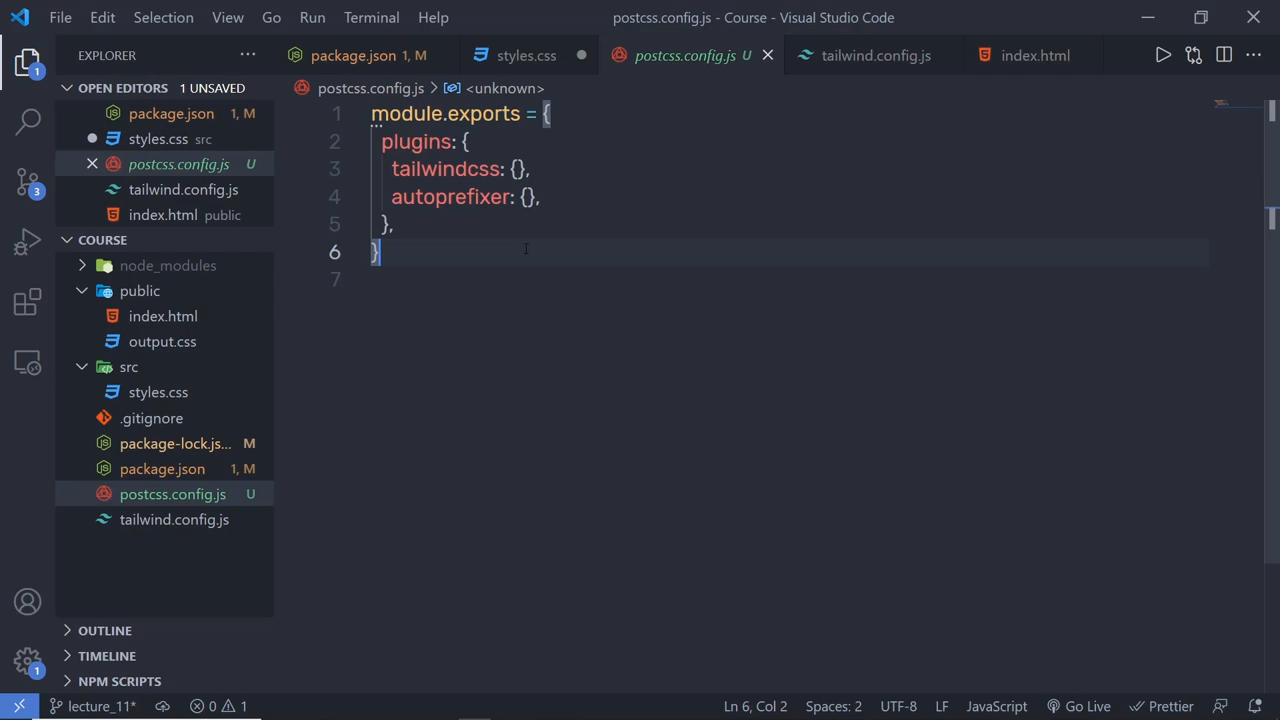 File Edit Selection View Go Run Terminal Help
postcss.config.js - Course - Visual Studio Code
EXPLORER
package.json 1, M
styles.css
postcss.config.js U
tailwind.config.js
index.html
OPEN EDITORS 1 UNSAVED
package.json 1, M
styles.css src
postcss.config.js U
tailwind.config.js
index.html public
COURSE
node_modules
public
index.html
output.css
src
styles.css
.gitignore
package-lock.js... M
package.json 1, M
postcss.config.js U
tailwind.config.js
OUTLINE
TIMELINE
NPM SCRIPTS
postcss.config.js > <unknown>
1 module.exports = {
2 plugins: {
3 tailwindcss: {},
4 autoprefixer: {},
5 },
6 }
7
1
3
1
lecture_11* 0 1
Ln 6, Col 2 Spaces: 2 UTF-8 LF JavaScript Go Live Prettier